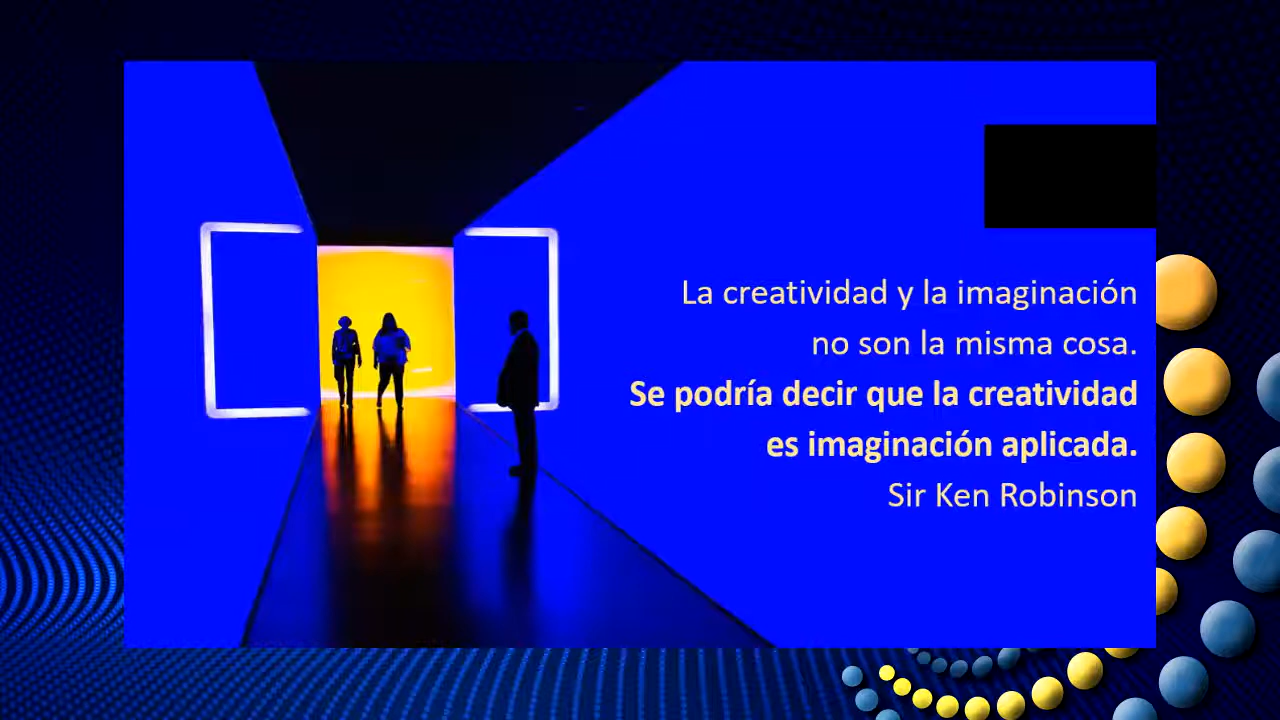 La creatividad y la imaginación
no son la misma cosa.
Se podría decir que la creatividad
es imaginación aplicada.
Sir Ken Robinson